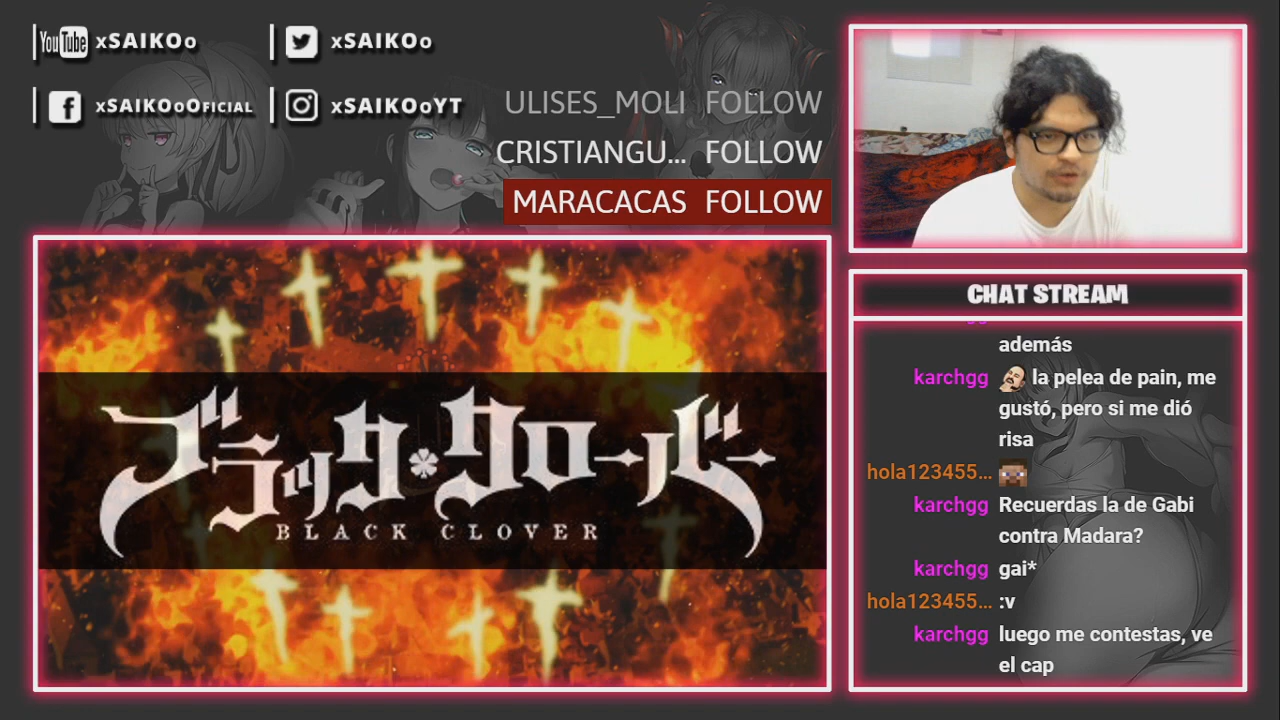 YouTube xSAIKOo
xSAIKOo
xSAIKOoOficial
xSAIKOoYT
ULISES_MOLI FOLLOW
CRISTIANGU... FOLLOW
MARACACAS FOLLOW
ブラッククローバー
BLACK CLOVER
CHAT STREAM
además
karchgg la pelea de pain, me
gustó, pero si me dió
risa
hola123455...
karchgg Recuerdas la de Gabi
contra Madara?
karchgg gai*
hola123455... :v
karchgg luego me contestas, ve
el cap